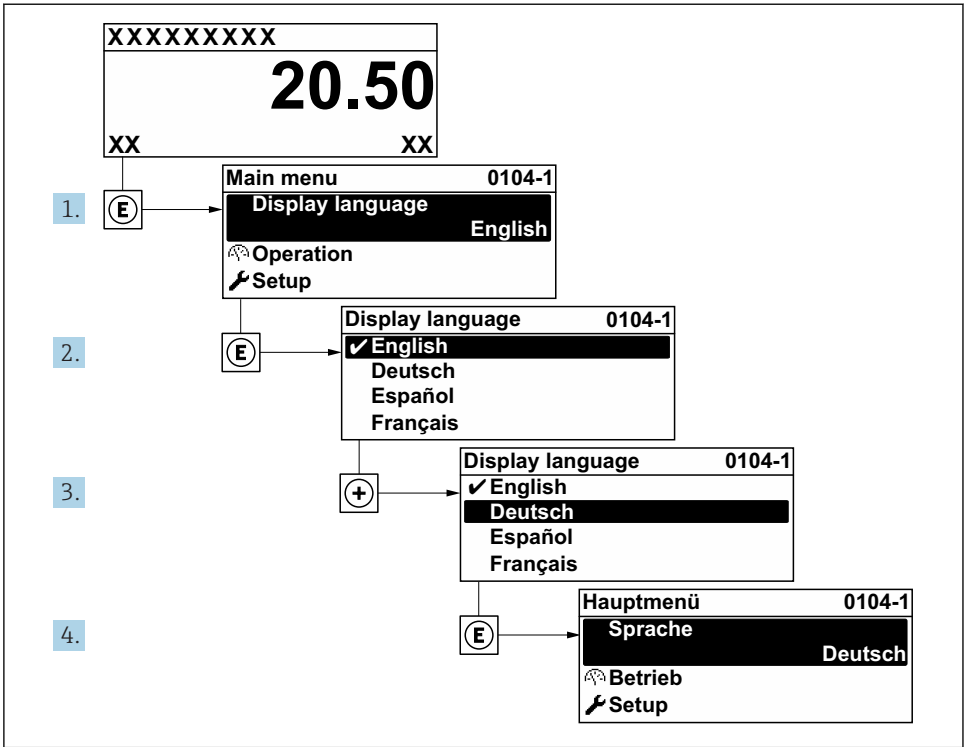 XXXXXXXXX
20.50
XX XX
1.
E
Main menu 0104-1
Display language
English
Operation
Setup
2.
E
Display language 0104-1
✔English
Deutsch
Español
Français
3.
+
Display language 0104-1
✔English
Deutsch
Español
Français
4.
E
Hauptmenü 0104-1
Sprache
Deutsch
Betrieb
Setup